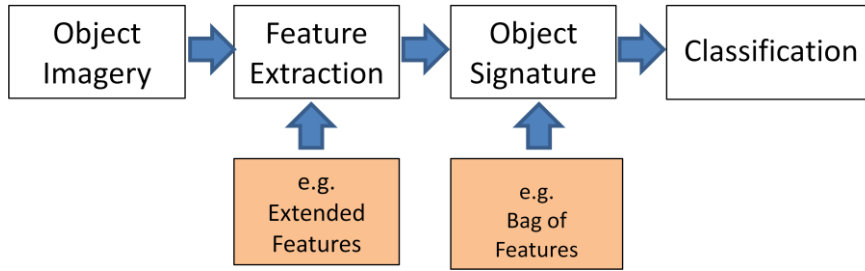 Object
Imagery
Feature
Extraction
Object
Signature
Classification
e.g.
Extended
Features
e.g.
Bag of
Features